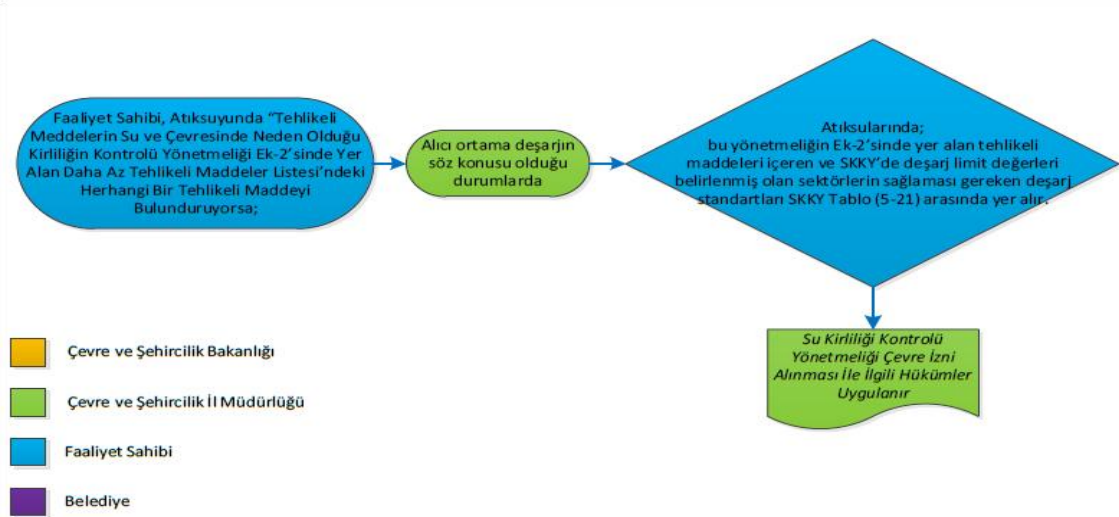 Faaliyet Sahibi, Atıksuyunda “Tehlikeli
Meddelerin Su ve Çevresinde Neden Olduğu
Kirliliğin Kontrolü Yönetmeliği Ek-2’sinde Yer
Alan Daha Az Tehlikeli Maddeler Listesi’ndeki
Herhangi Bir Tehlikeli Maddeyi
Bulunduruyorsa;
Alıcı ortama deşarjın
söz konusu olduğu
durumlarda
Atıksularında;
bu yönetmeliğin Ek-2’sinde yer alan tehlikeli
maddeleri içeren ve SKKY’de deşarj limit değerleri
belirlenmiş olan sektörlerin sağlaması gereken deşarj
standartları SKKY Tablo (5-21) arasında yer alır.
Su Kirliliği Kontrolü
Yönetmeliği Çevre İzni
Alınması İle İlgili Hükümler
Uygulanır
Çevre ve Şehircilik Bakanlığı
Çevre ve Şehircilik İl Müdürlüğü
Faaliyet Sahibi
Belediye